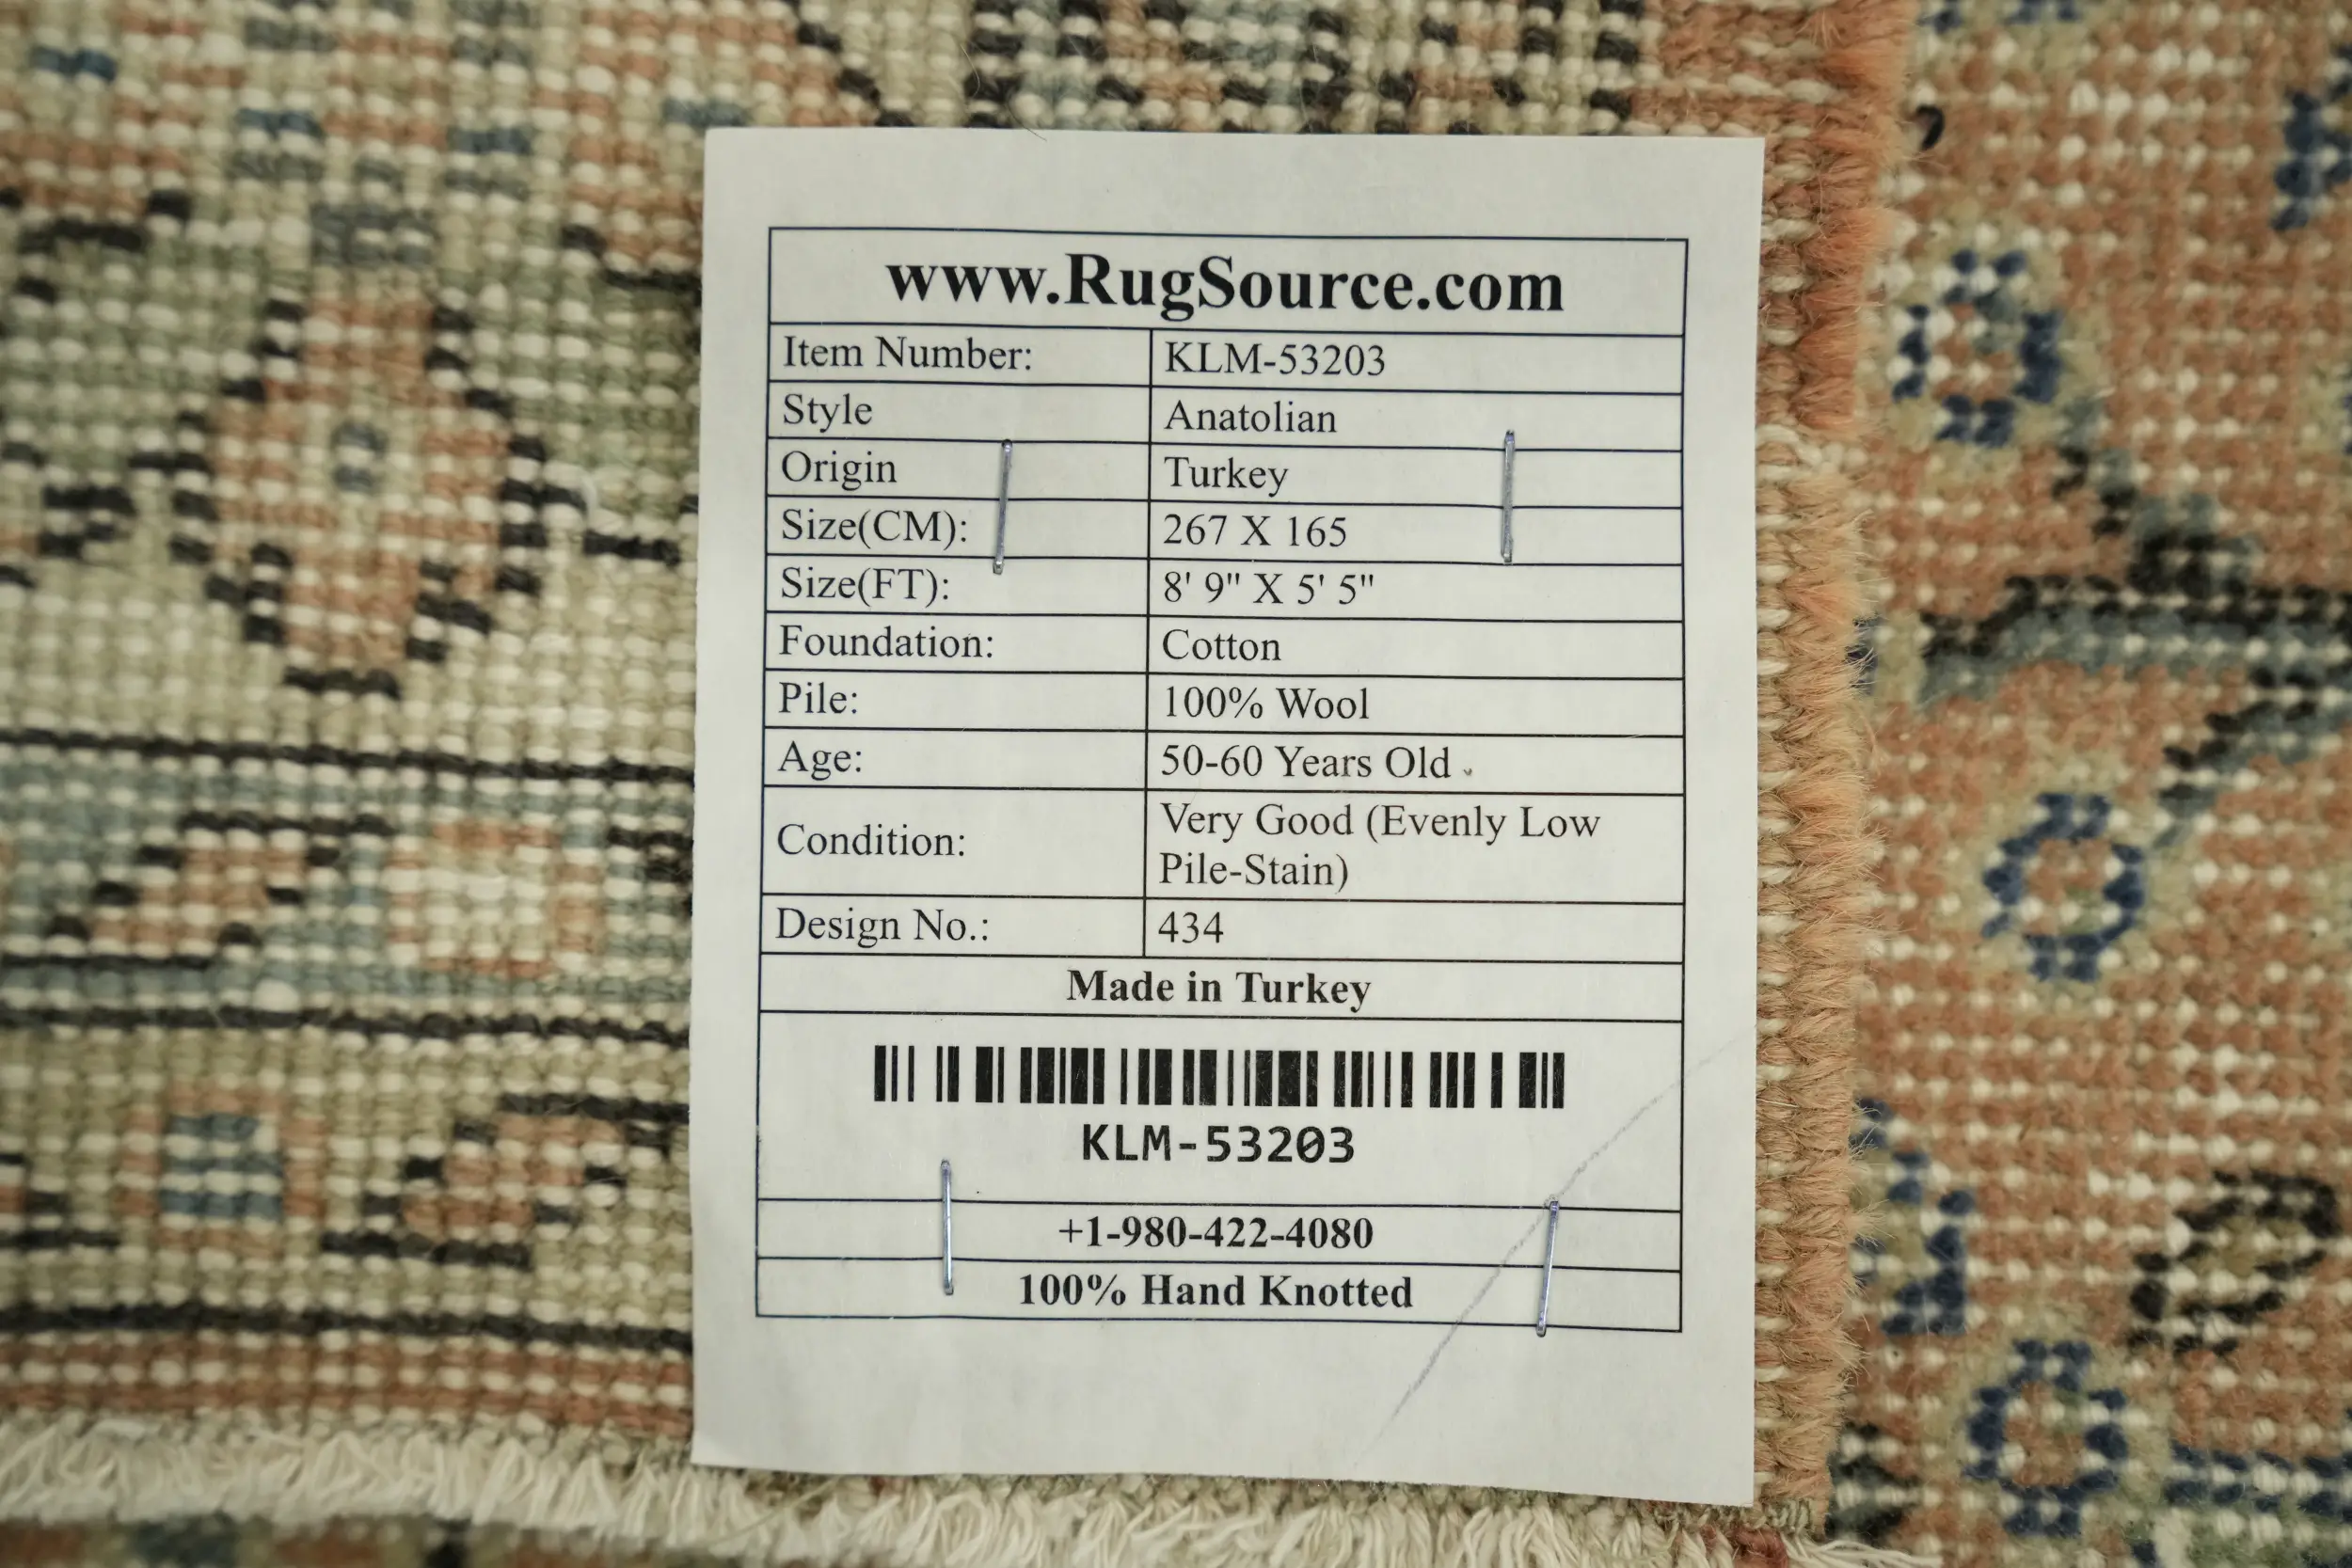 www.RugSource.com
Item Number: KLM-53203
Style Anatolian
Origin Turkey
Size(CM): 267 X 165
Size(FT): 8' 9" X 5' 5"
Foundation: Cotton
Pile: 100% Wool
Age: 50-60 Years Old
Condition: Very Good (Evenly Low
Pile-Stain)
Design No.: 434
Made in Turkey
KLM-53203
+1-980-422-4080
100% Hand Knotted